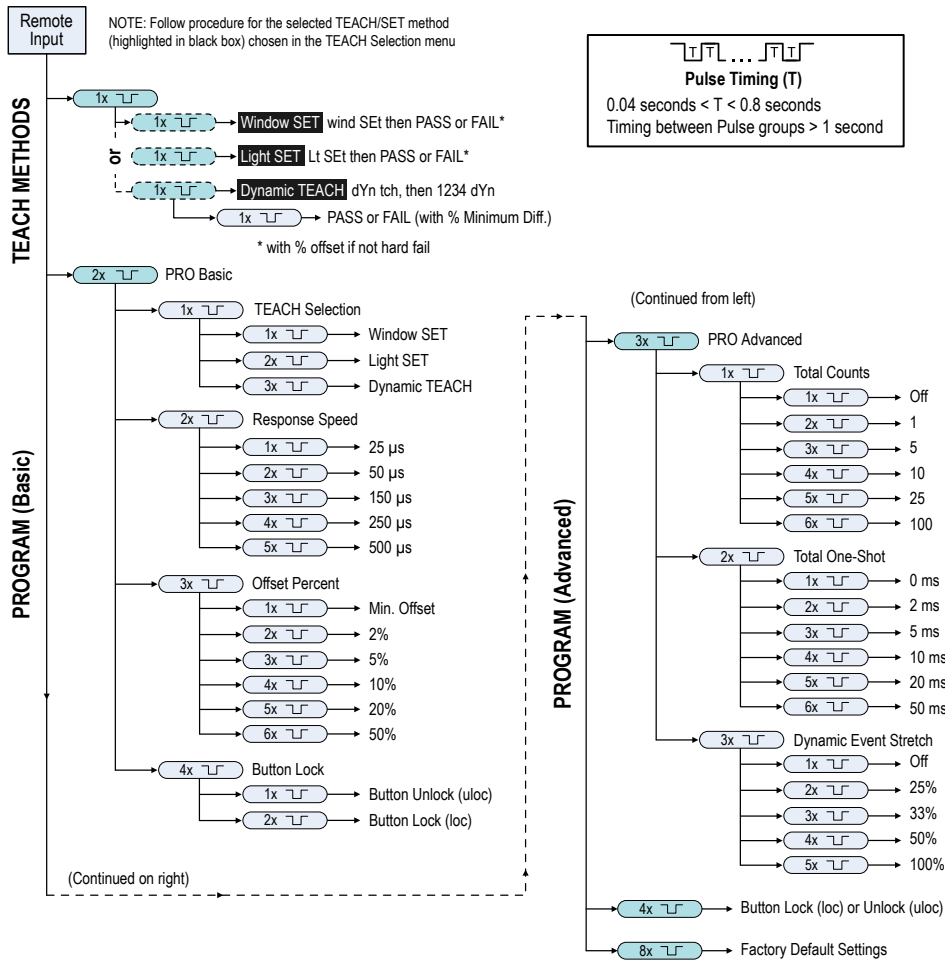 Remote
Input
NOTE: Follow procedure for the selected TEACH/SET method
(highlighted in black box) chosen in the TEACH Selection menu
T T ... T T
Pulse Timing (T)
0.04 seconds < T < 0.8 seconds
Timing between Pulse groups > 1 second
TEACH METHODS
1x
or
1x Window SET wind SEt then PASS or FAIL*
1x Light SET Lt SEt then PASS or FAIL*
1x Dynamic TEACH dYn tch, then 1234 dYn
1x PASS or FAIL (with % Minimum Diff.)
* with % offset if not hard fail
PROGRAM (Basic)
2x PRO Basic
1x TEACH Selection
1x Window SET
2x Light SET
3x Dynamic TEACH
2x Response Speed
1x 25 µs
2x 50 µs
3x 150 µs
4x 250 µs
5x 500 µs
3x Offset Percent
1x Min. Offset
2x 2%
3x 5%
4x 10%
5x 20%
6x 50%
4x Button Lock
1x Button Unlock (uloc)
2x Button Lock (loc)
(Continued on right)
(Continued from left)
PROGRAM (Advanced)
3x PRO Advanced
1x Total Counts
1x Off
2x 1
3x 5
4x 10
5x 25
6x 100
2x Total One-Shot
1x 0 ms
2x 2 ms
3x 5 ms
4x 10 ms
5x 20 ms
6x 50 ms
3x Dynamic Event Stretch
1x Off
2x 25%
3x 33%
4x 50%
5x 100%
4x Button Lock (loc) or Unlock (uloc)
8x Factory Default Settings